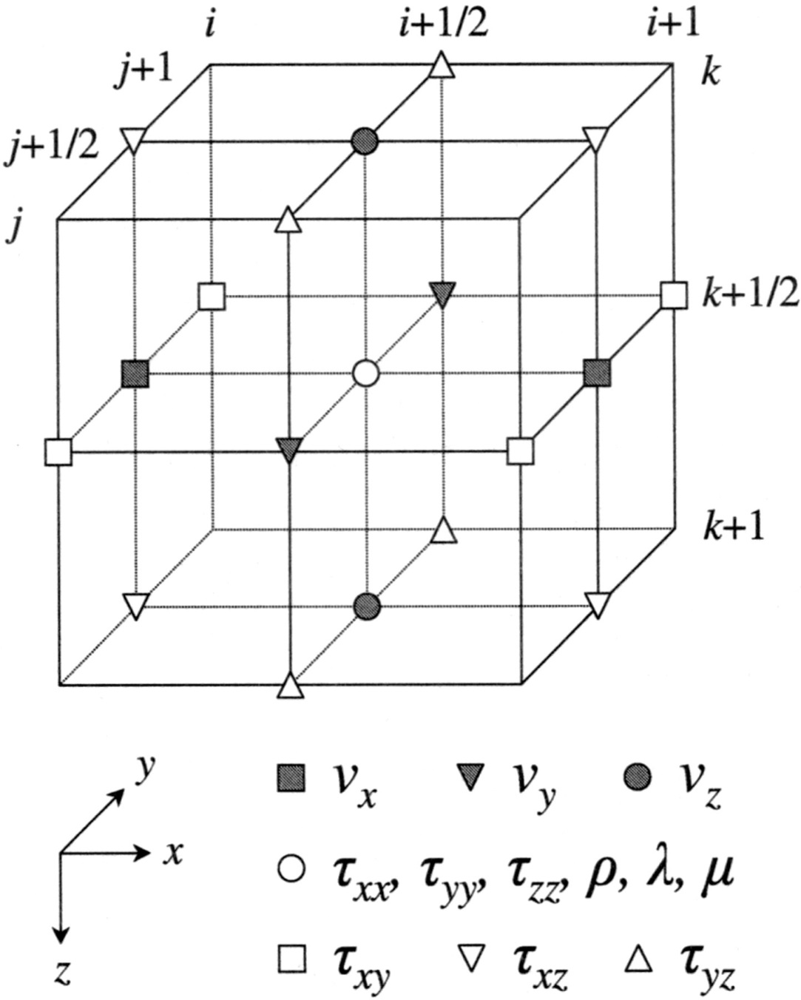 i i+1/2 i+1
j+1 k
j+1/2
j
k+1/2
k+1
y
x
z
v_x v_y v_z
τ_xx, τ_yy, τ_zz, ρ, λ, μ
τ_xy τ_xz τ_yz